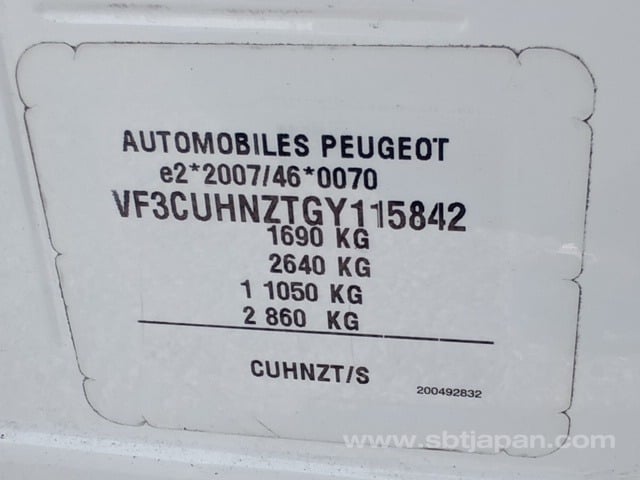 AUTOMOBILES PEUGEOT
e2*2007/46*0070
VF3CUHNZTGY115842
1690 KG
2640 KG
1 1050 KG
2 860 KG
CUHNZT/S
200492832
www.sbtjapan.com